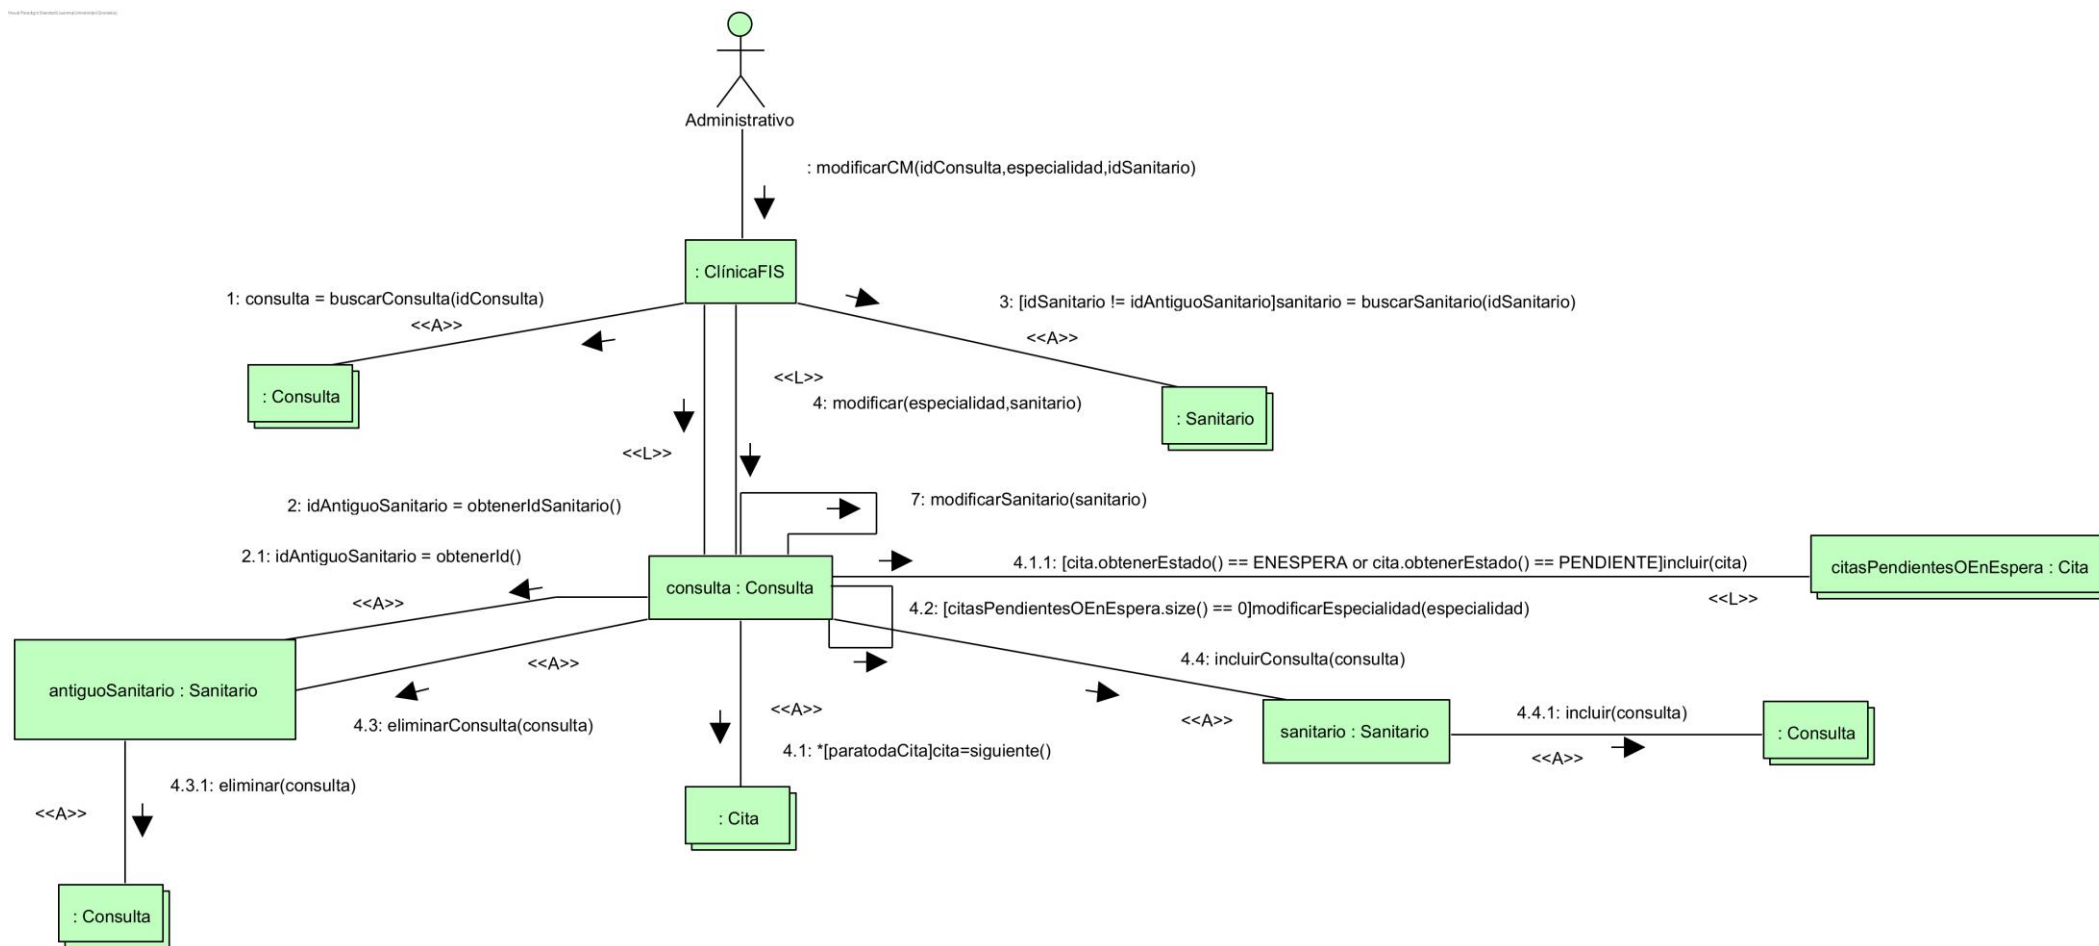 Administrativo
: modificarCM(idConsulta,especialidad,idSanitario)
: ClínicaFIS
1: consulta = buscarConsulta(idConsulta)
<<A>>
3: [idSanitario != idAntiguoSanitario]sanitario = buscarSanitario(idSanitario)
<<A>>
: Consulta
<<L>>
4: modificar(especialidad,sanitario)
: Sanitario
<<L>>
2: idAntiguoSanitario = obtenerIdSanitario()
7: modificarSanitario(sanitario)
2.1: idAntiguoSanitario = obtenerId()
<<A>>
consulta : Consulta
4.1.1: [cita.obtenerEstado() == ENESPERA or cita.obtenerEstado() == PENDIENTE]incluir(cita)
<<L>>
citasPendientesOEnEspera : Cita
4.2: [citasPendientesOEnEspera.size() == 0]modificarEspecialidad(especialidad)
antiguoSanitario : Sanitario
<<A>>
4.3: eliminarConsulta(consulta)
4.4: incluirConsulta(consulta)
<<A>>
<<A>>
4.1: *[paratodaCita]cita=siguiente()
sanitario : Sanitario
4.4.1: incluir(consulta)
<<A>>
: Consulta
4.3.1: eliminar(consulta)
<<A>>
: Cita
: Consulta